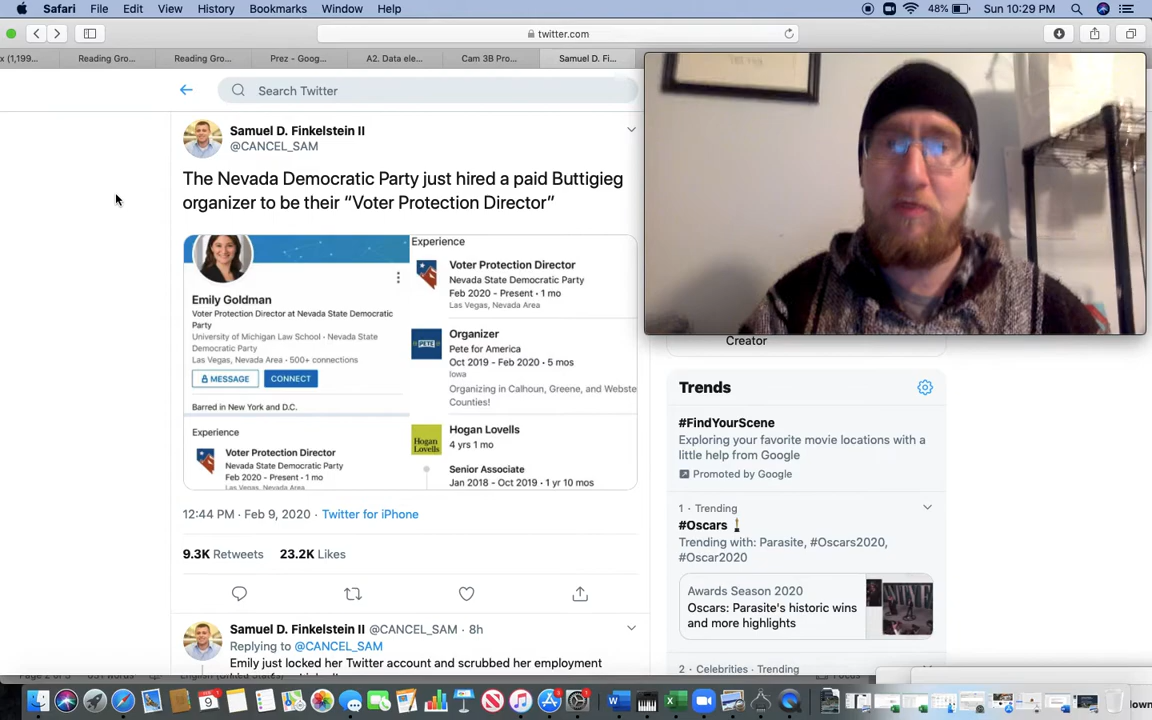 Safari File Edit View History Bookmarks Window Help
48% Sun 10:29 PM
twitter.com
x (1,199...
Reading Gro...
Reading Gro...
Prez - Goog...
A2. Data ele...
Cam 3B Pro...
Samuel D. Fi...
Search Twitter
Samuel D. Finkelstein II
@CANCEL_SAM
The Nevada Democratic Party just hired a paid Buttigieg
organizer to be their “Voter Protection Director”
Emily Goldman
Voter Protection Director at Nevada State Democratic
Party
University of Michigan Law School · Nevada State
Democratic Party
Las Vegas, Nevada Area · 500+ connections
MESSAGE
CONNECT
Barred in New York and D.C.
Experience
Voter Protection Director
Nevada State Democratic Party
Feb 2020 - Present · 1 mo
Las Vegas, Nevada Area
Experience
Voter Protection Director
Nevada State Democratic Party
Feb 2020 - Present · 1 mo
Las Vegas, Nevada Area
PETE
Organizer
Pete for America
Oct 2019 - Feb 2020 · 5 mos
Iowa
Organizing in Calhoun, Greene, and Webste
Counties!
Hogan
Lovells
Hogan Lovells
4 yrs 1 mo
Senior Associate
Jan 2018 - Oct 2019 · 1 yr 10 mos
12:44 PM · Feb 9, 2020 · Twitter for iPhone
9.3K Retweets 23.2K Likes
Samuel D. Finkelstein II @CANCEL_SAM · 8h
Replying to @CANCEL_SAM
Emily just locked her Twitter account and scrubbed her employment
Creator
Trends
#FindYourScene
Exploring your favorite movie locations with a
little help from Google
Promoted by Google
1 · Trending
#Oscars
Trending with: Parasite, #Oscars2020,
#Oscar2020
Awards Season 2020
Oscars: Parasite's historic wins
and more highlights
2 · Celebrities · Trending